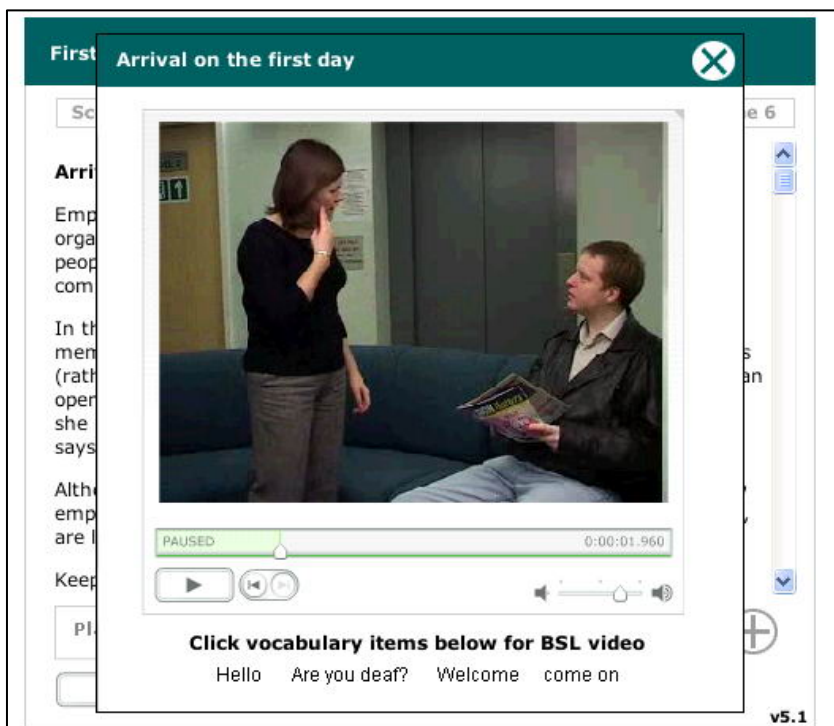 First
Arrival on the first day
Sc
e 6
Arri
Emp
orga
peop
com
In th
mem
s
(rath
an
oper
she
says
Alth
emp
are l
Keep
PAUSED
0:00:01.960
Pl
Click vocabulary items below for BSL video
Hello Are you deaf? Welcome come on
v5.1